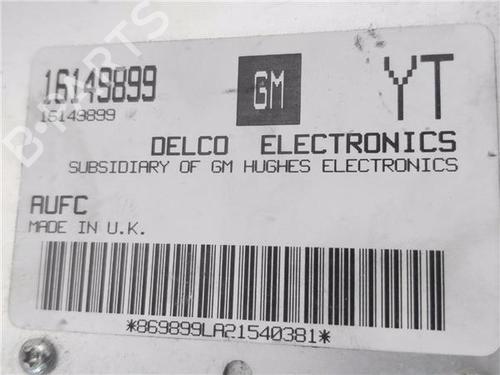 16149899
16149899
GM
YT
DELCO ELECTRONICS
SUBSIDIARY OF GM HUGHES ELECTRONICS
AUFC
MADE IN U.K.
*869899LA21540381*
B-PARTS